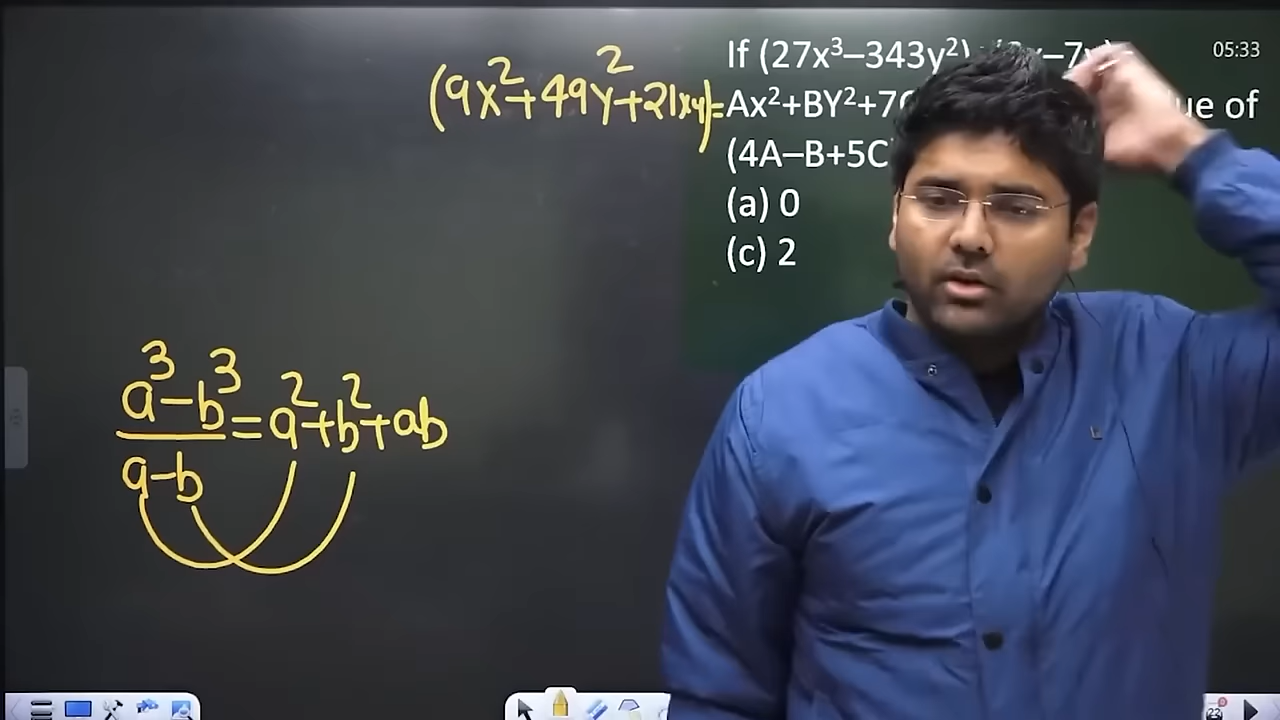 If (27x³–343y²)
05:33
(9x²+49y²+21xy)=
Ax²+BY²+7
ue of
(4A–B+5C
(a) 0
(c) 2
a³-b³
a-b
=a²+b²+ab